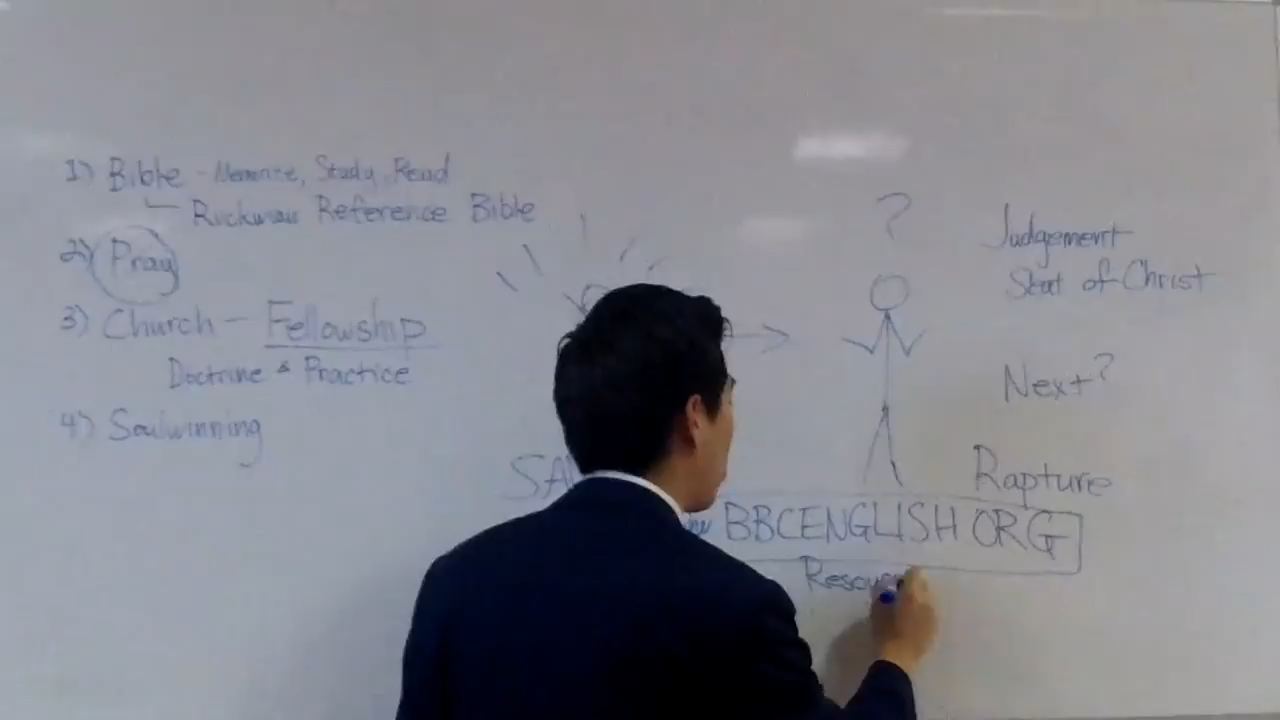 1) Bible - Memorize, Study, Read
Ruckman Reference Bible
2) Pray
3) Church - Fellowship
Doctrine & Practice
4) Soulwinning
SA
?
Judgement
Seat of Christ
Next?
Rapture
BBCENGLISH ORG
Resour